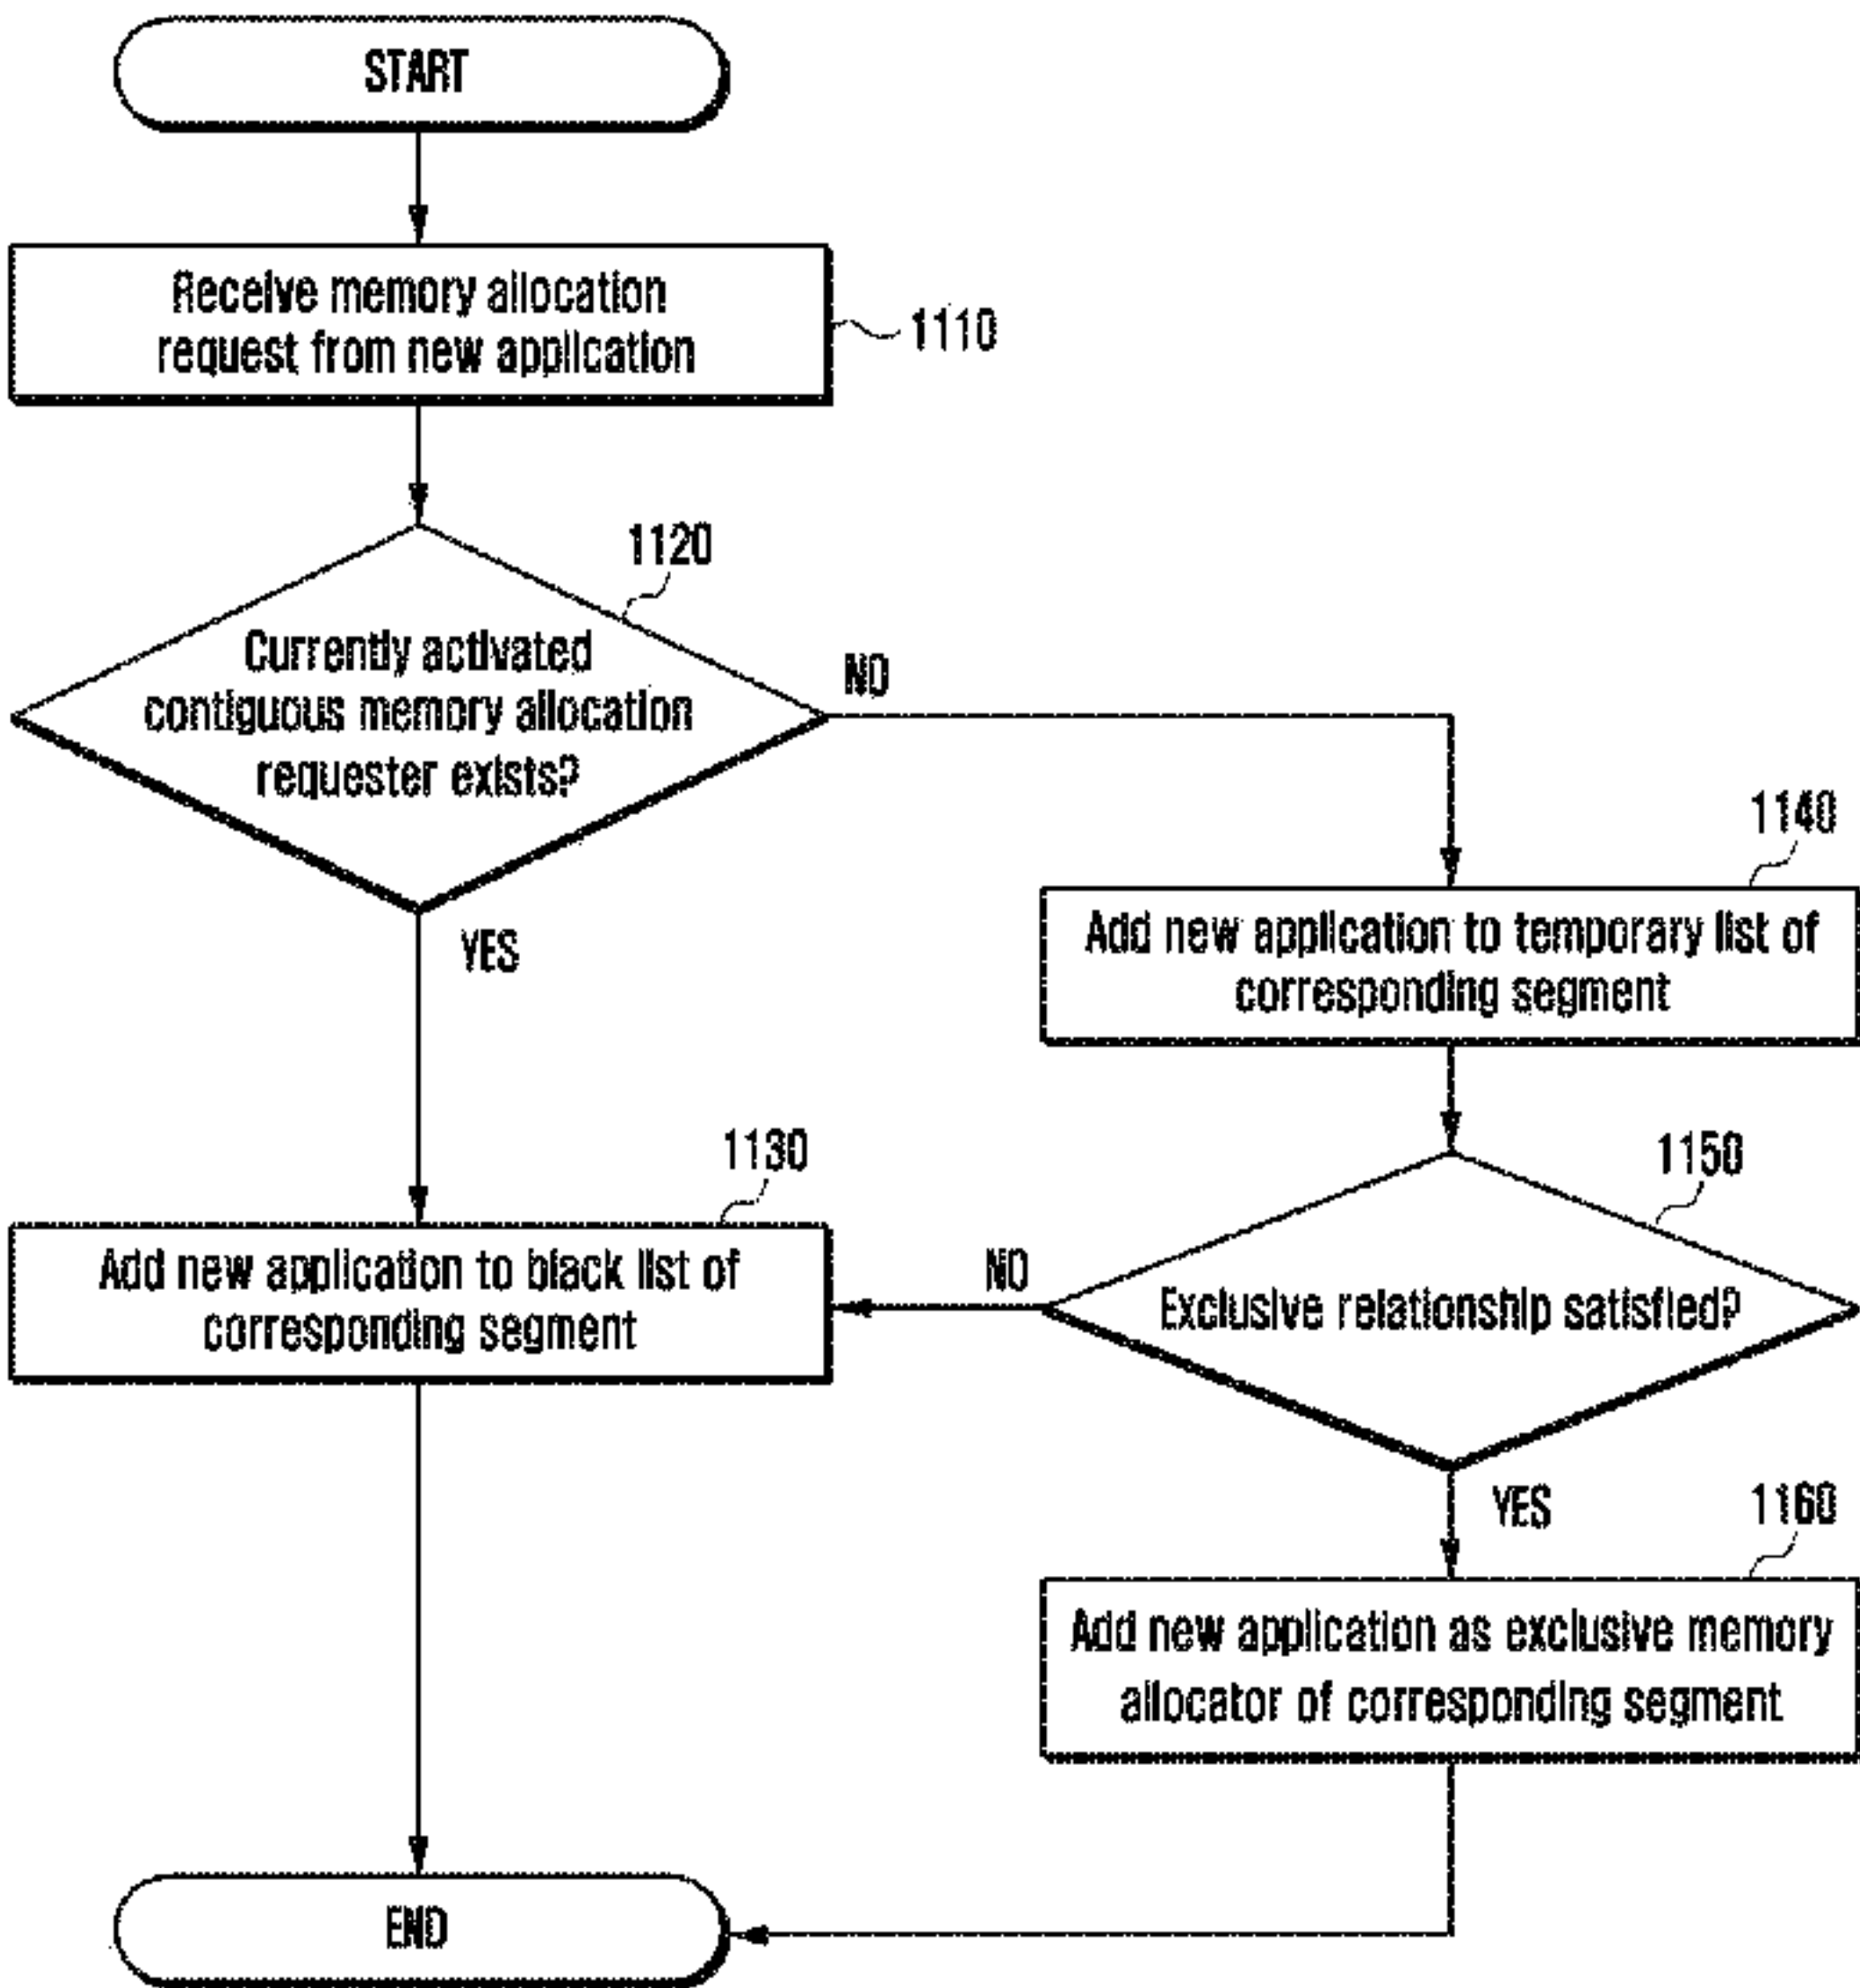 START
Receive memory allocation
request from new application
1110
1120
Currently activated
contiguous memory allocation
requester exists?
NO
YES
1140
Add new application to temporary list of
corresponding segment
1130
Add new application to black list of
corresponding segment
1150
NO
Exclusive relationship satisfied?
YES
1160
Add new application as exclusive memory
allocator of corresponding segment
END